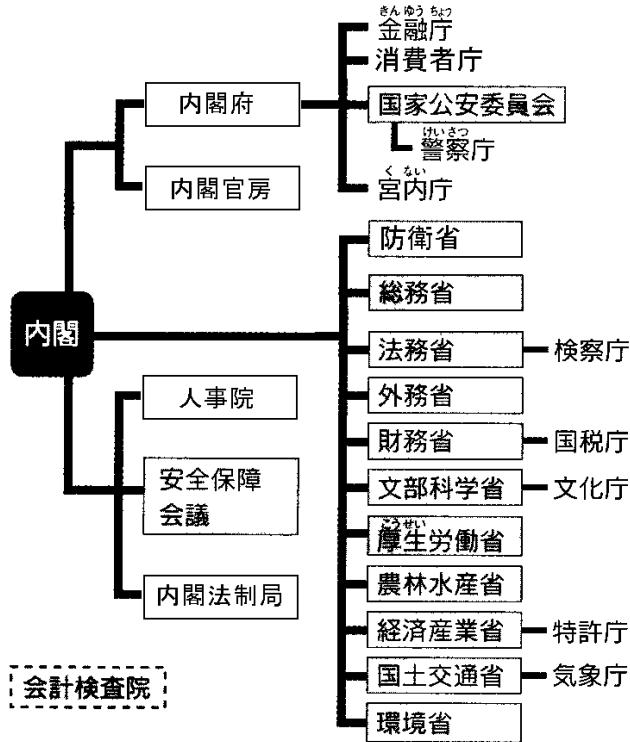 きんゆうちょう
金融庁
消費者庁
内閣府
国家公安委員会
けいさつ
警察庁
内閣官房
くない
宮内庁
防衛省
総務省
内閣
法務省
検察庁
人事院
外務省
財務省
国税庁
安全保障
会議
文部科学省
文化庁
こうせい
厚生労働省
内閣法制局
農林水産省
経済産業省
特許庁
会計検査院
国土交通省
気象庁
環境省